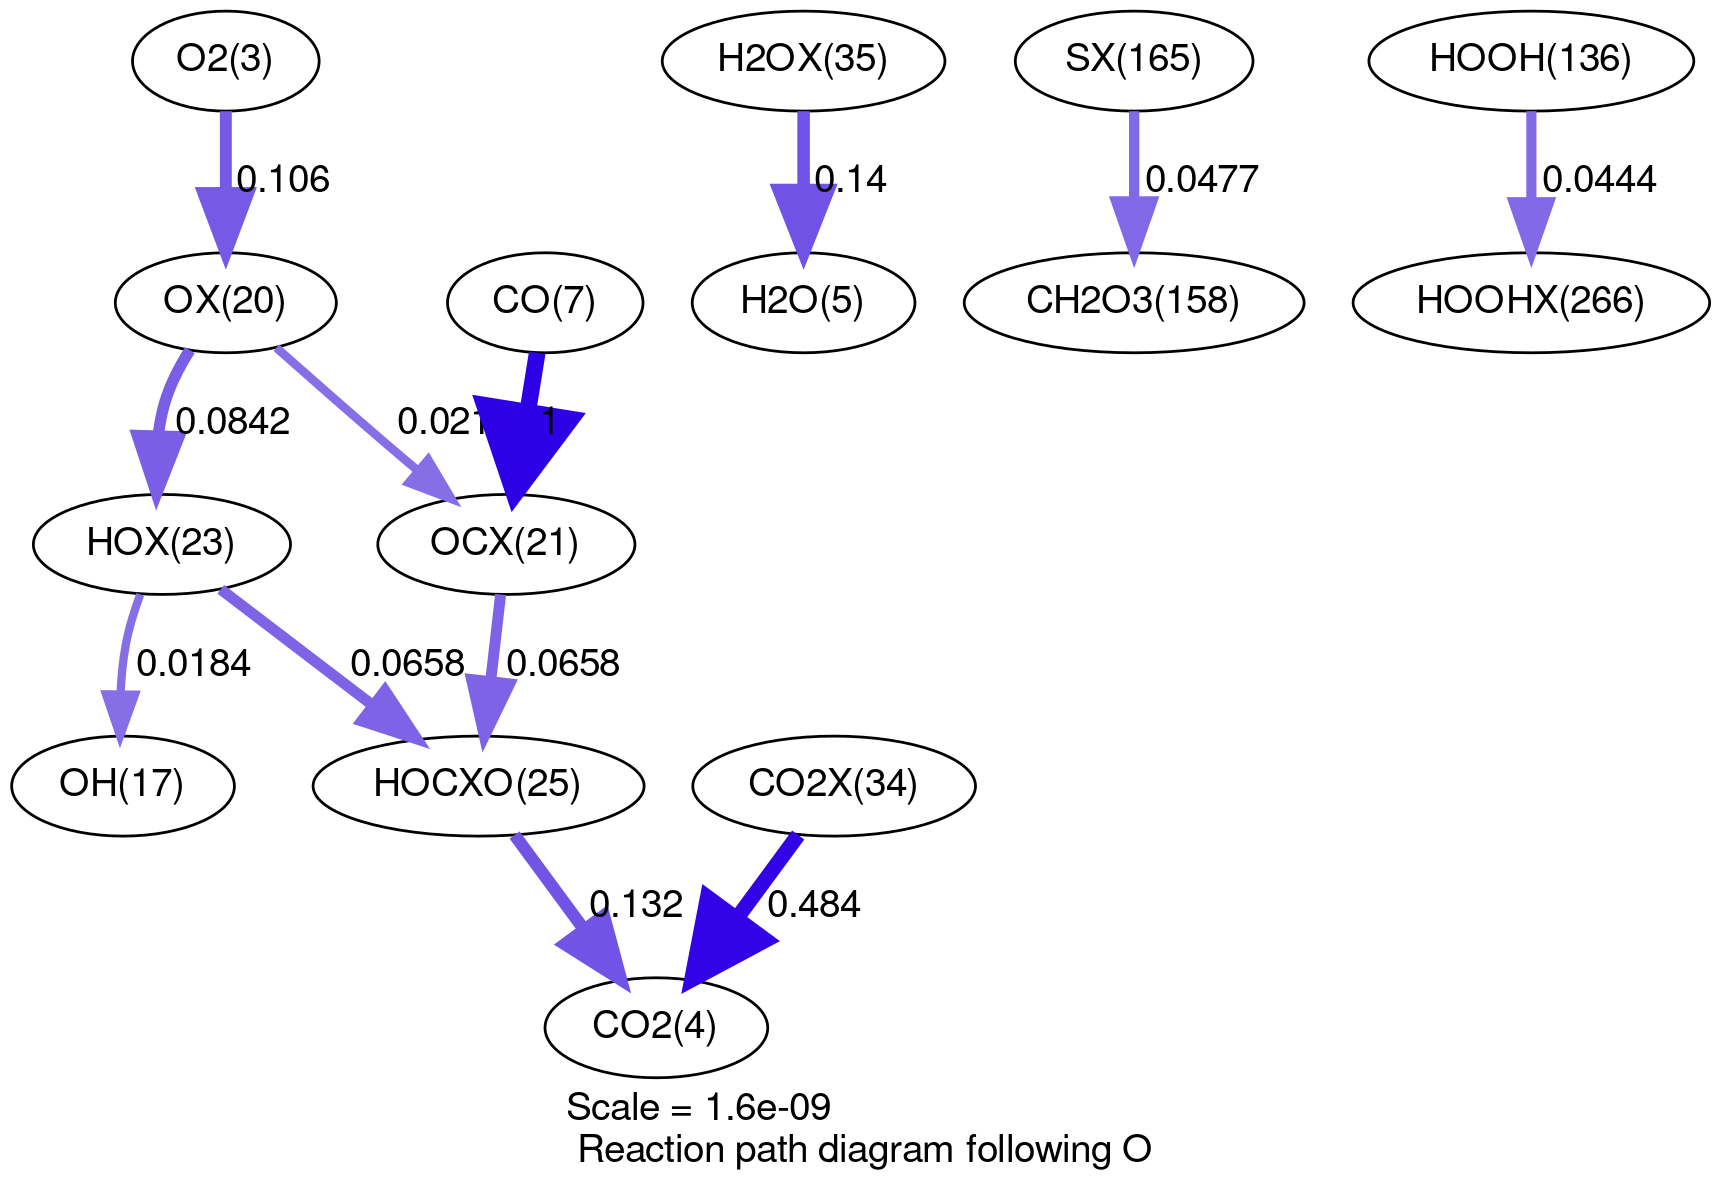 O2(3)
H2OX(35)
SX(165)
HOOH(136)
0.106
0.14
0.0477
0.0444
OX(20)
CO(7)
H2O(5)
CH2O3(158)
HOOHX(266)
0.0842
1
HOX(23)
OCX(21)
0.0184
0.0658
0.0658
OH(17)
HOCXO(25)
CO2X(34)
0.132
0.484
CO2(4)
Scale = 1.6e-09
Reaction path diagram following O